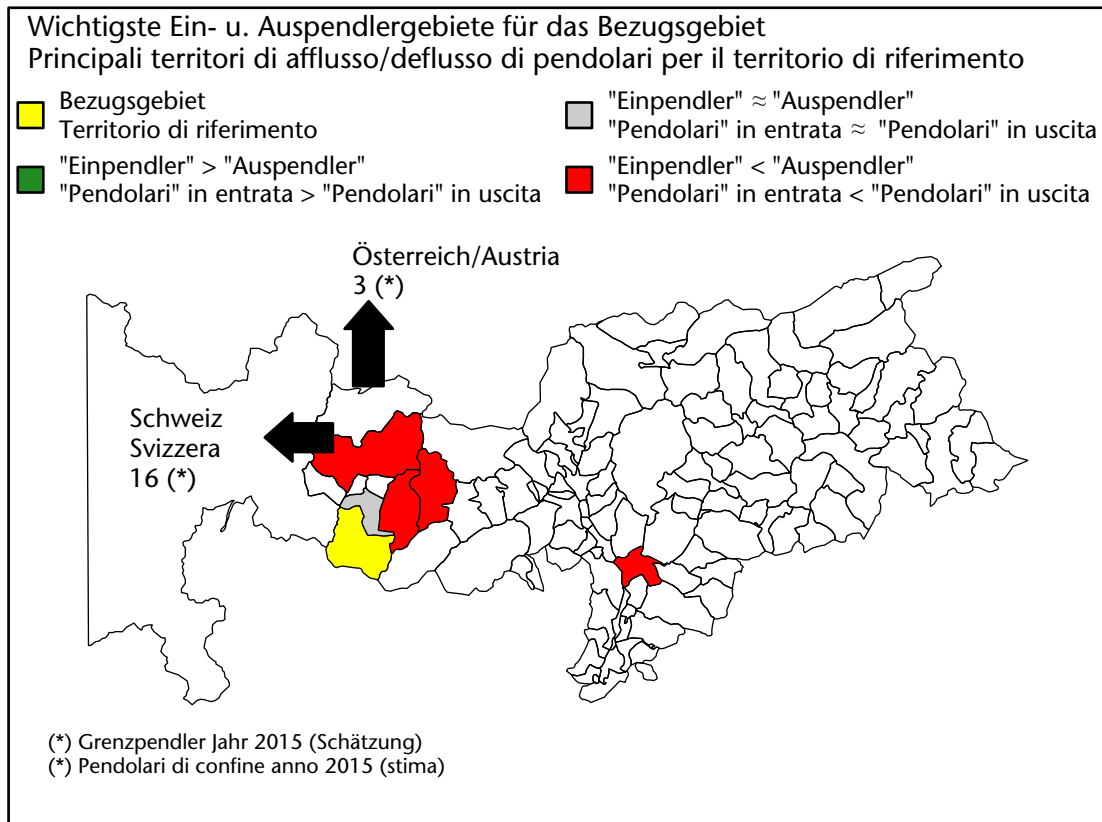 Wichtigste Ein- u. Auspendlergebiete für das Bezugsgebiet
Principali territori di afflusso/deflusso di pendolari per il territorio di riferimento
Bezugsgebiet
Territorio di riferimento
"Einpendler" > "Auspendler"
"Pendolari" in entrata > "Pendolari" in uscita
"Einpendler" ≈ "Auspendler"
"Pendolari" in entrata ≈ "Pendolari" in uscita
"Einpendler" < "Auspendler"
"Pendolari" in entrata < "Pendolari" in uscita
Österreich/Austria
3 (*)
Schweiz
Svizzera
16 (*)
(*) Grenzpendler Jahr 2015 (Schätzung)
(*) Pendolari di confine anno 2015 (stima)